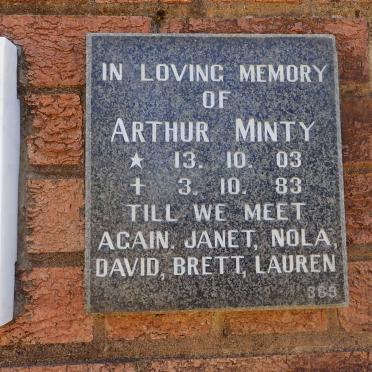 IN LOVING MEMORY
OF
ARTHUR MINTY
★ 13. 10. 03
✝ 3. 10. 83
TILL WE MEET
AGAIN. JANET, NOLA,
DAVID, BRETT, LAUREN
369